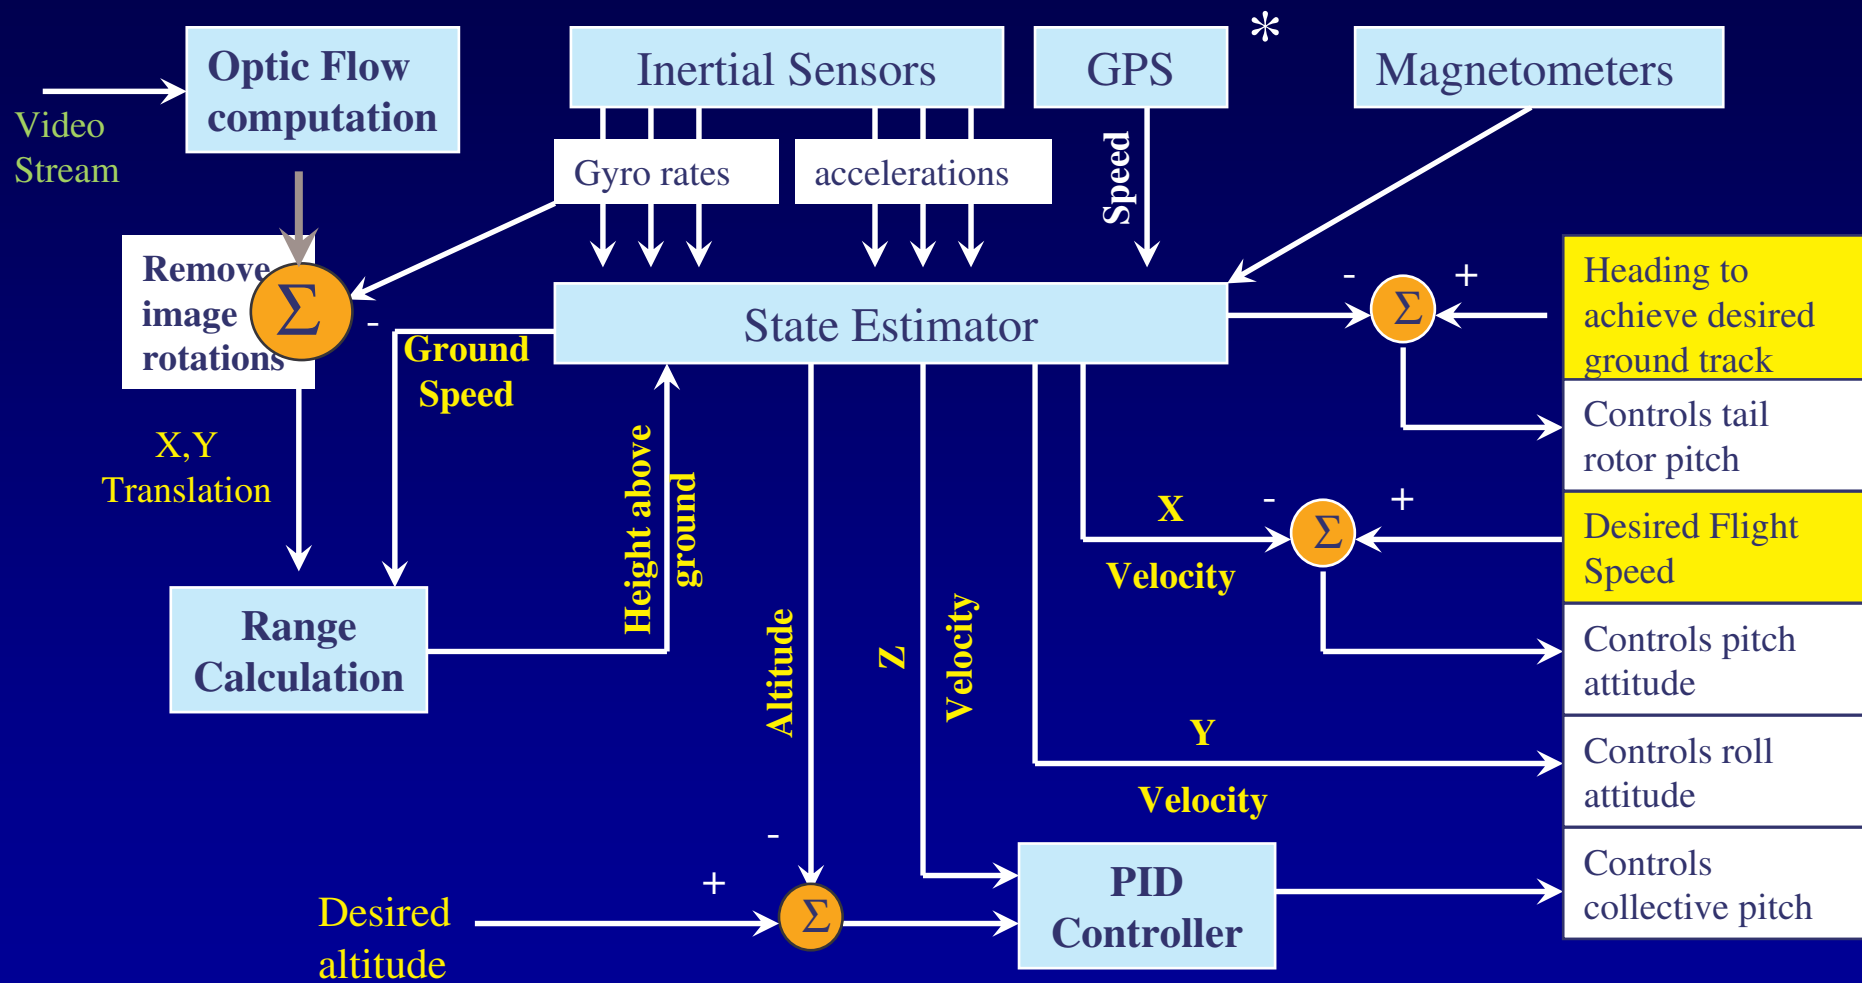 Optic Flow
computation
Inertial Sensors
GPS
*
Magnetometers
Video
Stream
Gyro rates
accelerations
Speed
Remove
image
rotations
Σ
-
State Estimator
-
+
Σ
Heading to
achieve desired
ground track
Ground
Speed
Controls tail
rotor pitch
X,Y
Translation
Height above
ground
X
Velocity
-
+
Σ
Desired Flight
Speed
Range
Calculation
Altitude
Z
Velocity
Controls pitch
attitude
Y
Velocity
Controls roll
attitude
-
+
Σ
Desired
altitude
PID
Controller
Controls
collective pitch